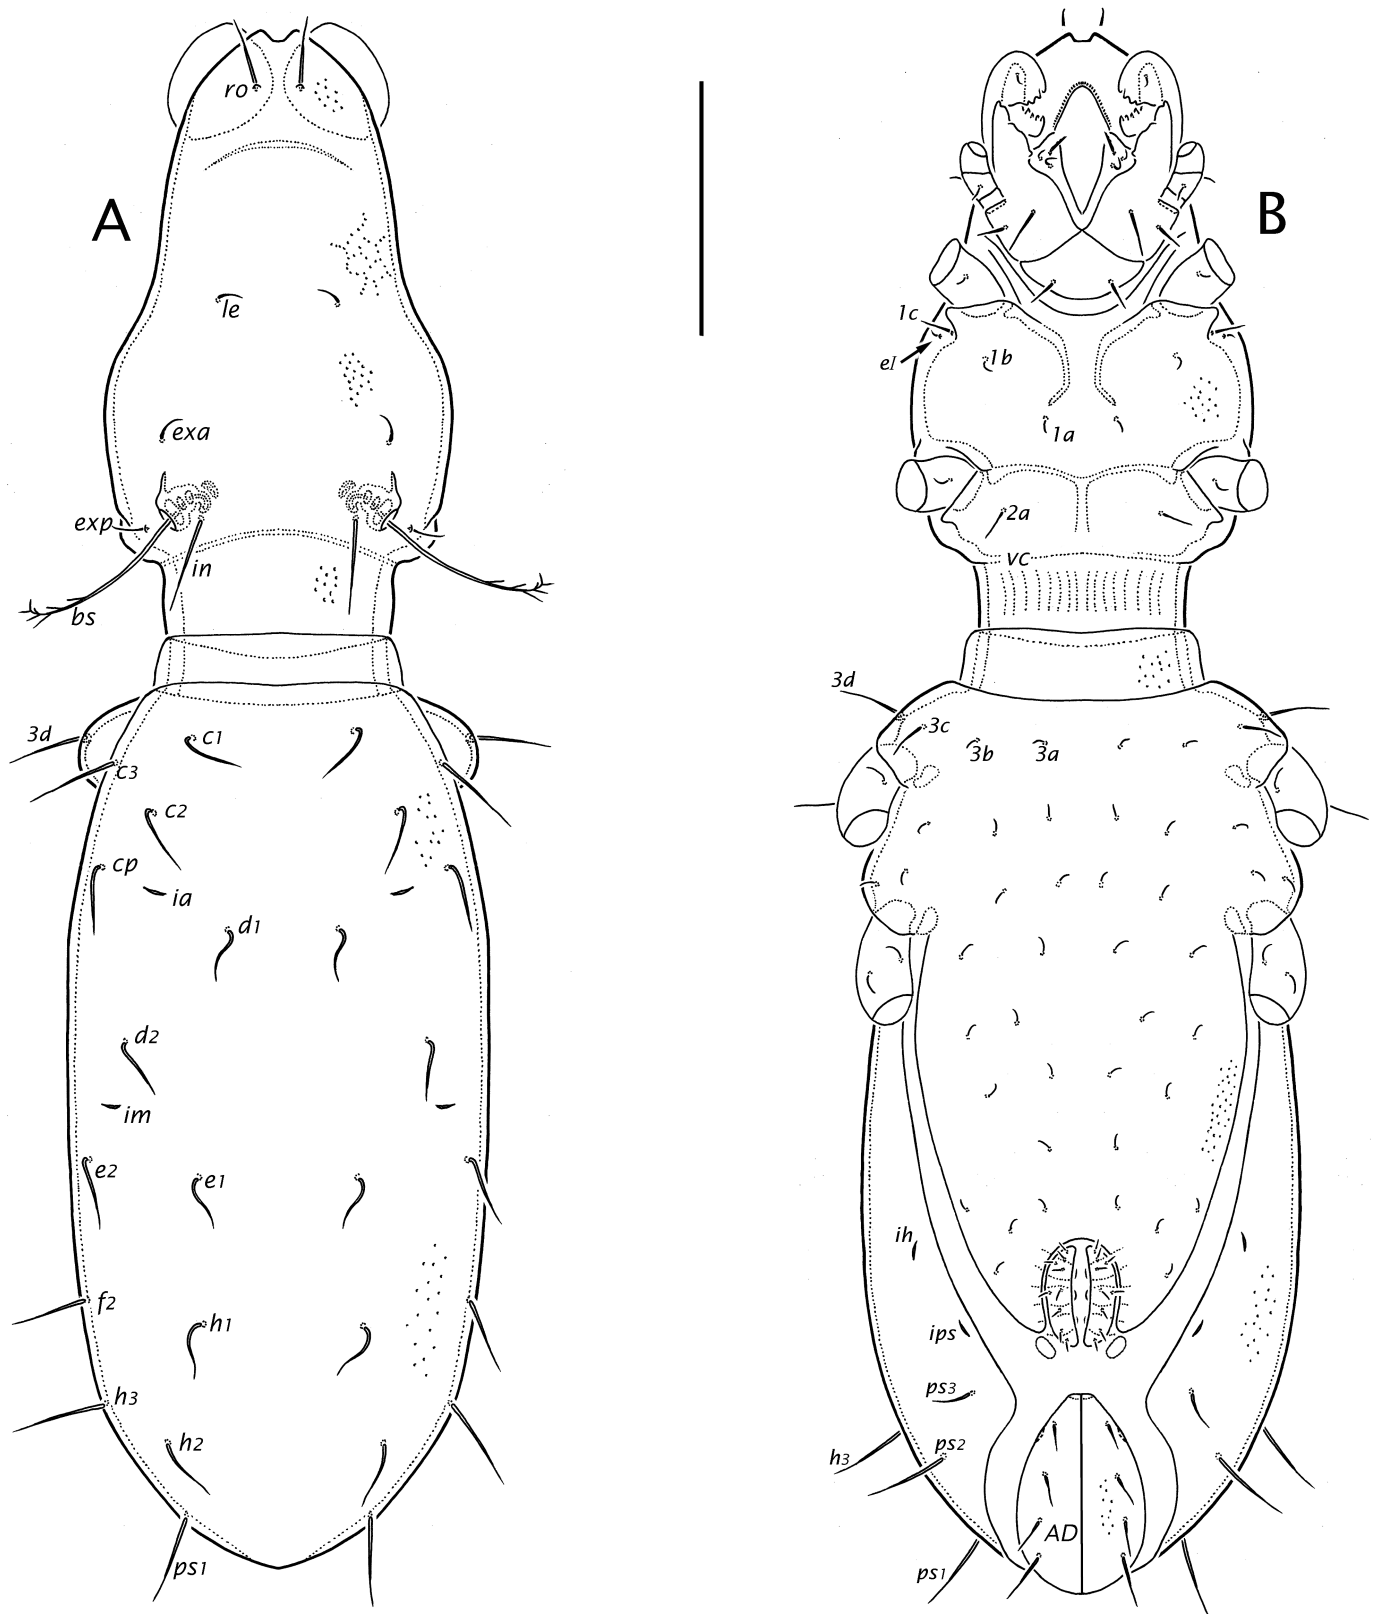 A
ro
le
exa
exp
in
bs
3d
c1
c3
c2
cp
ia
d1
d2
im
e2
e1
f2
h1
h3
h2
ps1
B
1c
el
1b
1a
2a
VC
3d
3c
3b
3a
ih
ips
ps3
ps2
h3
AD
ps1